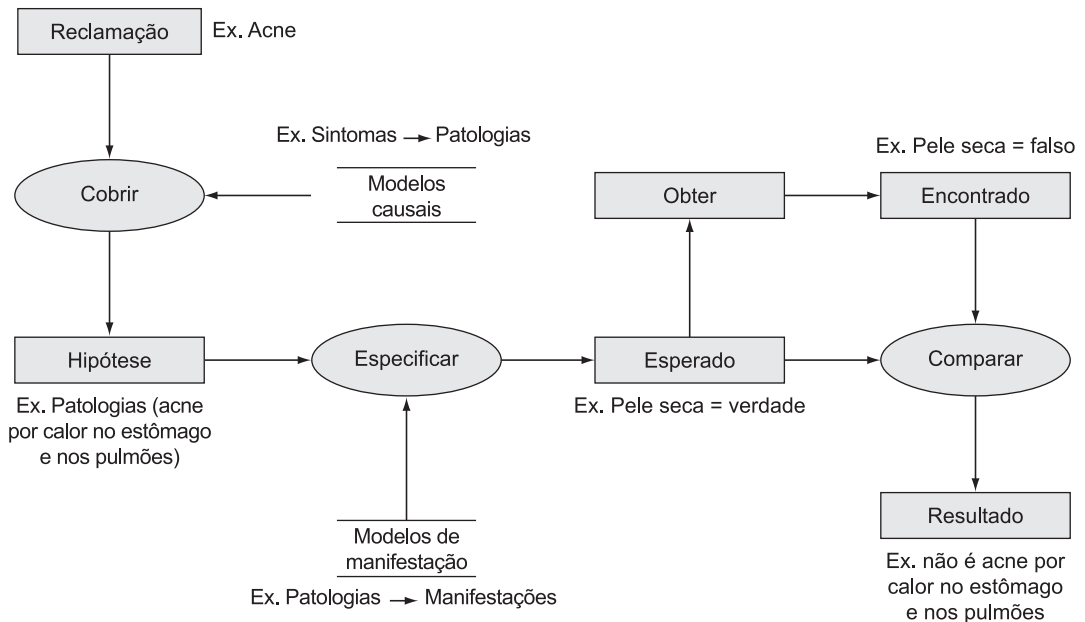 Reclamação
Ex. Acne
Ex. Sintomas → Patologias
Ex. Pele seca = falso
Cobrir
Modelos
causais
Obter
Encontrado
Hipótese
Especificar
Esperado
Comparar
Ex. Patologias (acne
por calor no estômago
e nos pulmões)
Ex. Pele seca = verdade
Modelos de
manifestação
Ex. Patologias → Manifestações
Resultado
Ex. não é acne por
calor no estômago
e nos pulmões